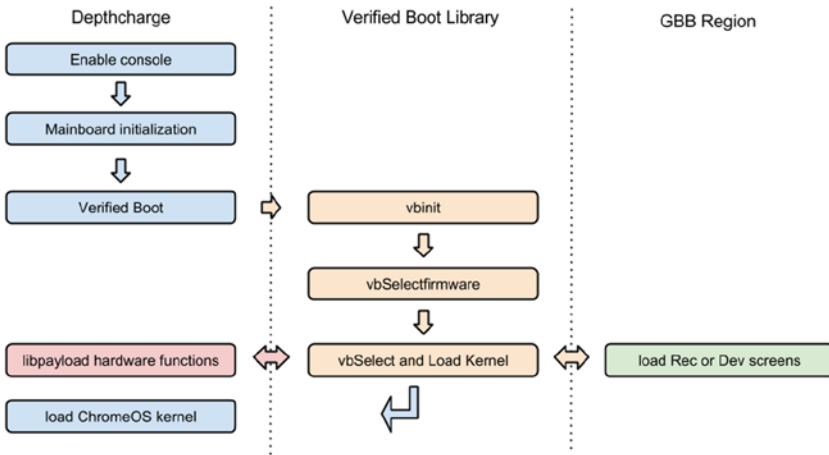 Depthcharge
Verified Boot Library
GBB Region
Enable console
Mainboard initialization
Verified Boot
vbinit
vbSelectfirmware
libpayload hardware functions
vbSelect and Load Kernel
load Rec or Dev screens
load ChromeOS kernel